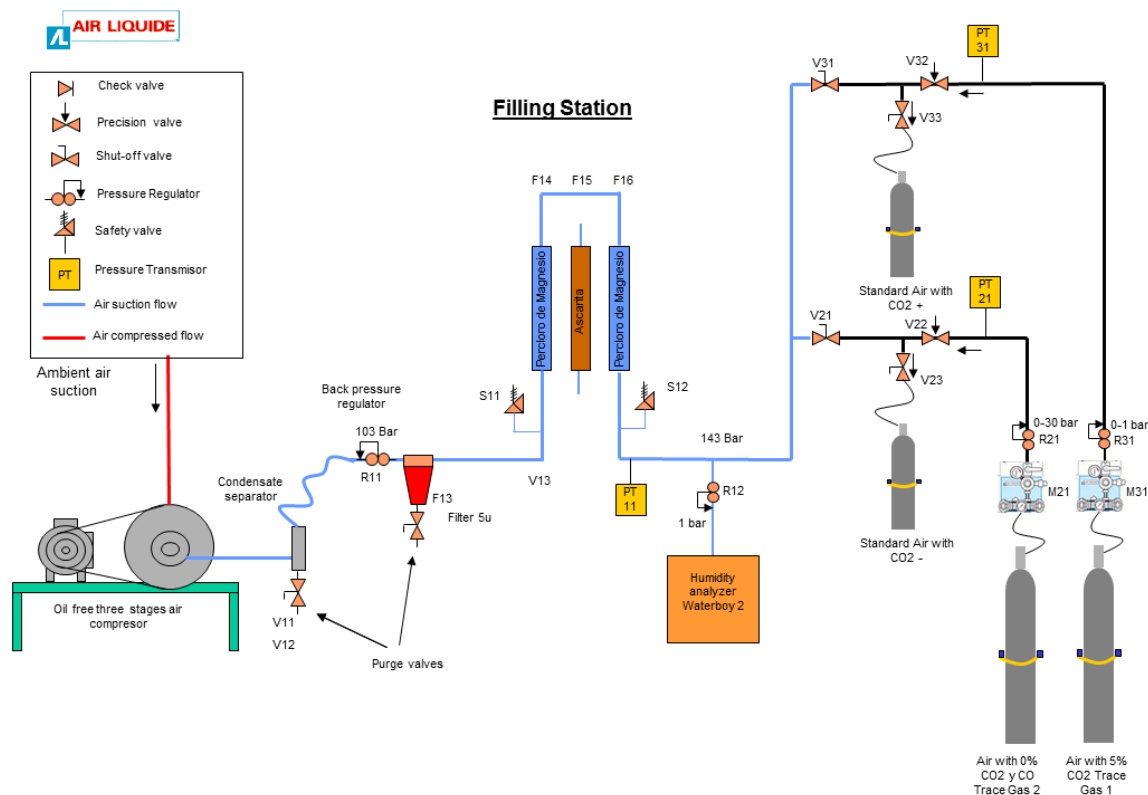 AIR LIQUIDE
AL
Check valve
Precision valve
Shut-off valve
Pressure Regulator
Safety valve
PT
Pressure Transmisor
Air suction flow
Air compressed flow
Ambient air
suction
Filling Station
F14
F15
F16
Percloro de Magnesio
Ascarita
Percloro de Magnesio
S11
S12
Back pressure
regulator
103 Bar
R11
Condensate
separator
F13
Filter 5u
V13
143 Bar
PT
11
R12
1 bar
Humidity
analyzer
Waterboy 2
Oil free three stages air
compresor
V11
V12
Purge valves
V31
V32
PT
31
V33
Standard Air with
CO2 +
V21
V22
PT
21
V23
Standard Air with
CO2 -
0-30 bar
R21
0-1 bar
R31
M21
M31
Air with 0%
CO2 y CO
Trace Gas 2
Air with 5%
CO2 Trace
Gas 1